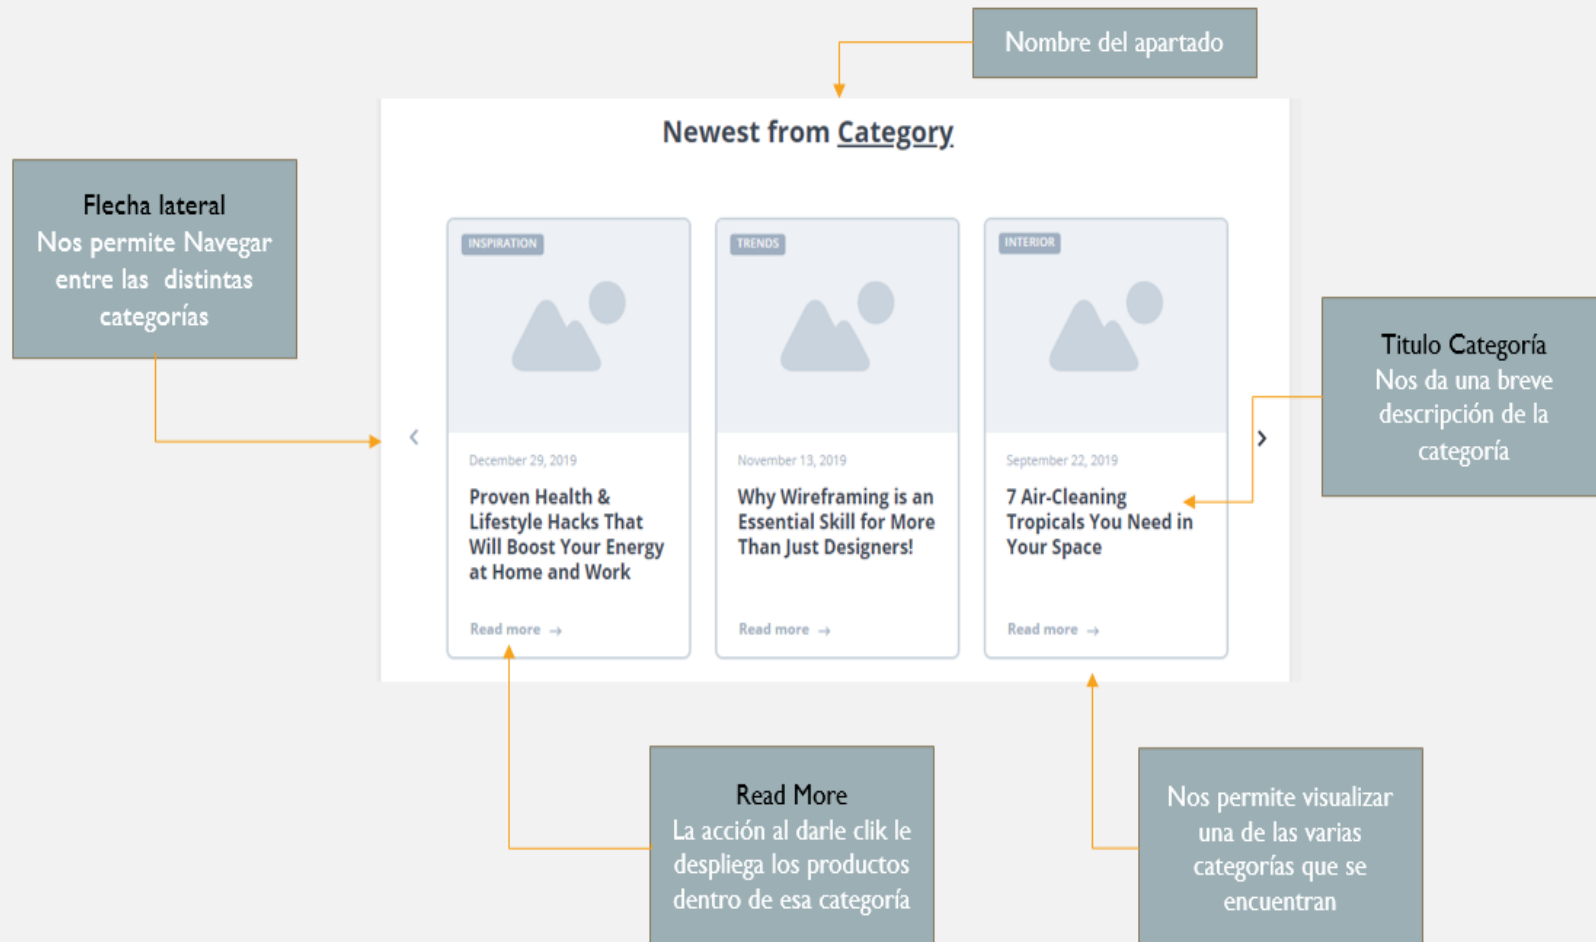 Nombre del apartado
Newest from Category
Flecha lateral
Nos permite Navegar
entre las distintas
categorías
INSPIRATION
December 29, 2019
Proven Health &
Lifestyle Hacks That
Will Boost Your Energy
at Home and Work
Read more →
TRENDS
November 13, 2019
Why Wireframing is an
Essential Skill for More
Than Just Designers!
Read more →
INTERIOR
September 22, 2019
7 Air-Cleaning
Tropicals You Need in
Your Space
Read more →
Titulo Categoría
Nos da una breve
descripción de la
categoría
Read More
La acción al darle clik le
despliega los productos
dentro de esa categoría
Nos permite visualizar
una de las varias
categorías que se
encuentran